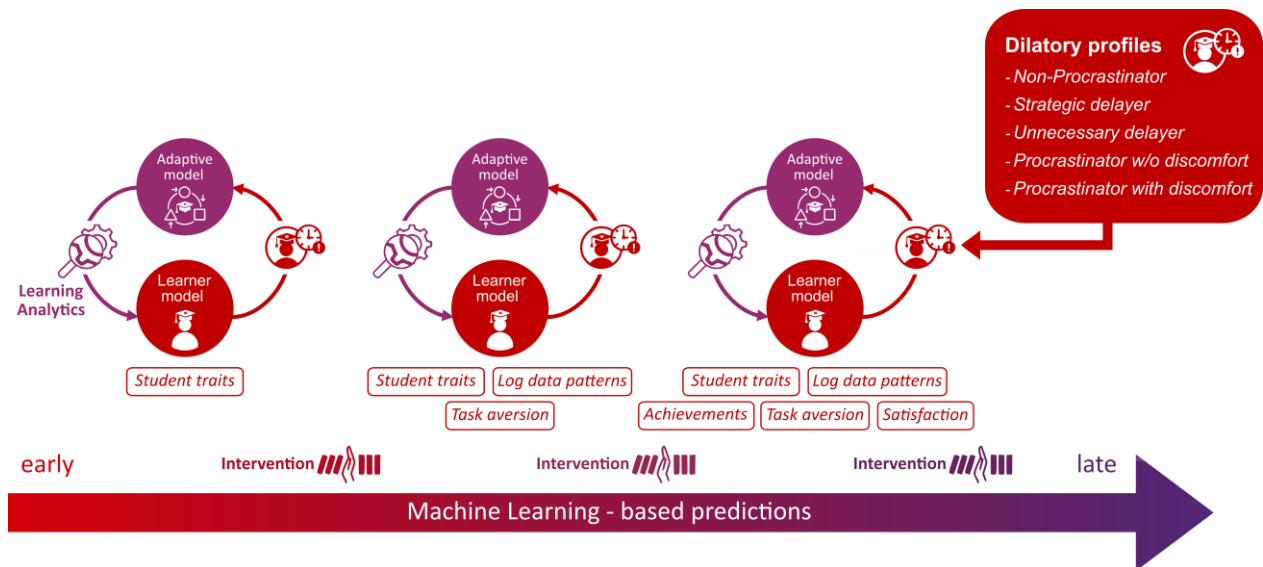 Dilatory profiles
- Non-Procrastinator
- Strategic delayer
- Unnecessary delayer
- Procrastinator w/o discomfort
- Procrastinator with discomfort
Adaptive
model
Learning
Analytics
Learner
model
Student traits
Adaptive
model
Learner
model
Student traits
Log data patterns
Task aversion
Adaptive
model
Learner
model
Student traits
Log data patterns
Achievements
Task aversion
Satisfaction
early
Intervention
Intervention
Intervention
late
Machine Learning - based predictions